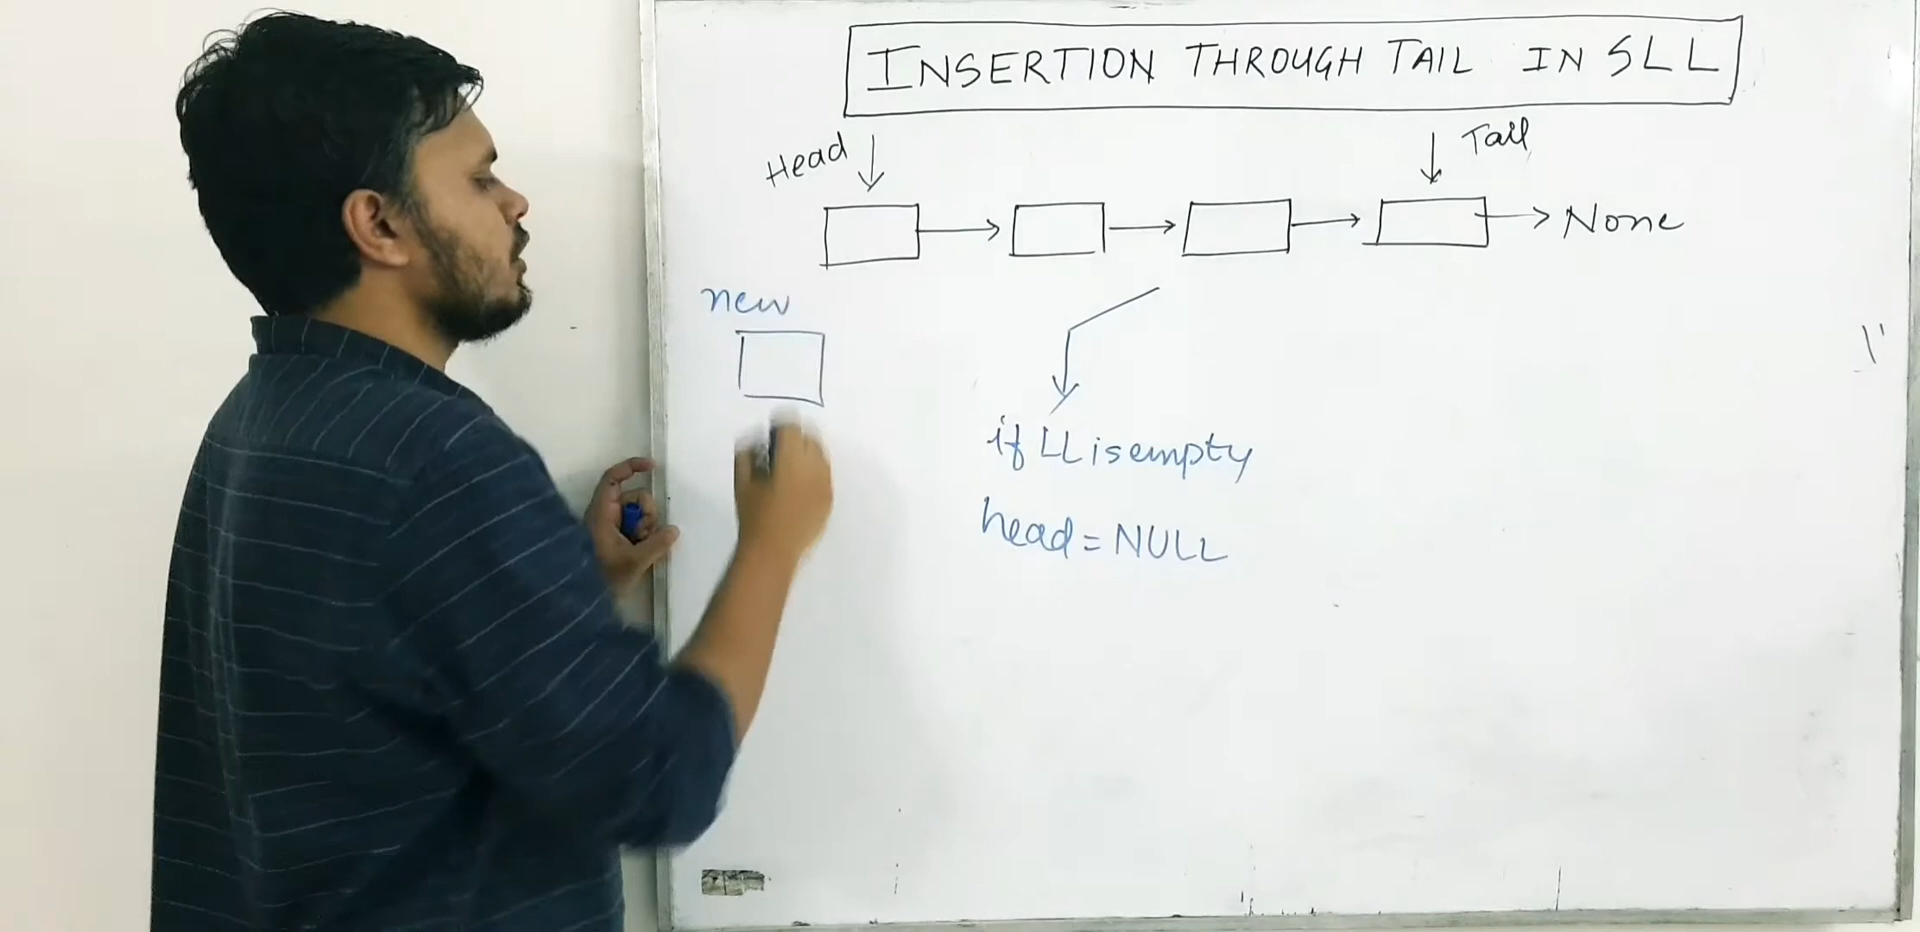 INSERTION THROUGH TAIL IN SLL
Head
Tail
None
new
if LL is empty
head = NULL